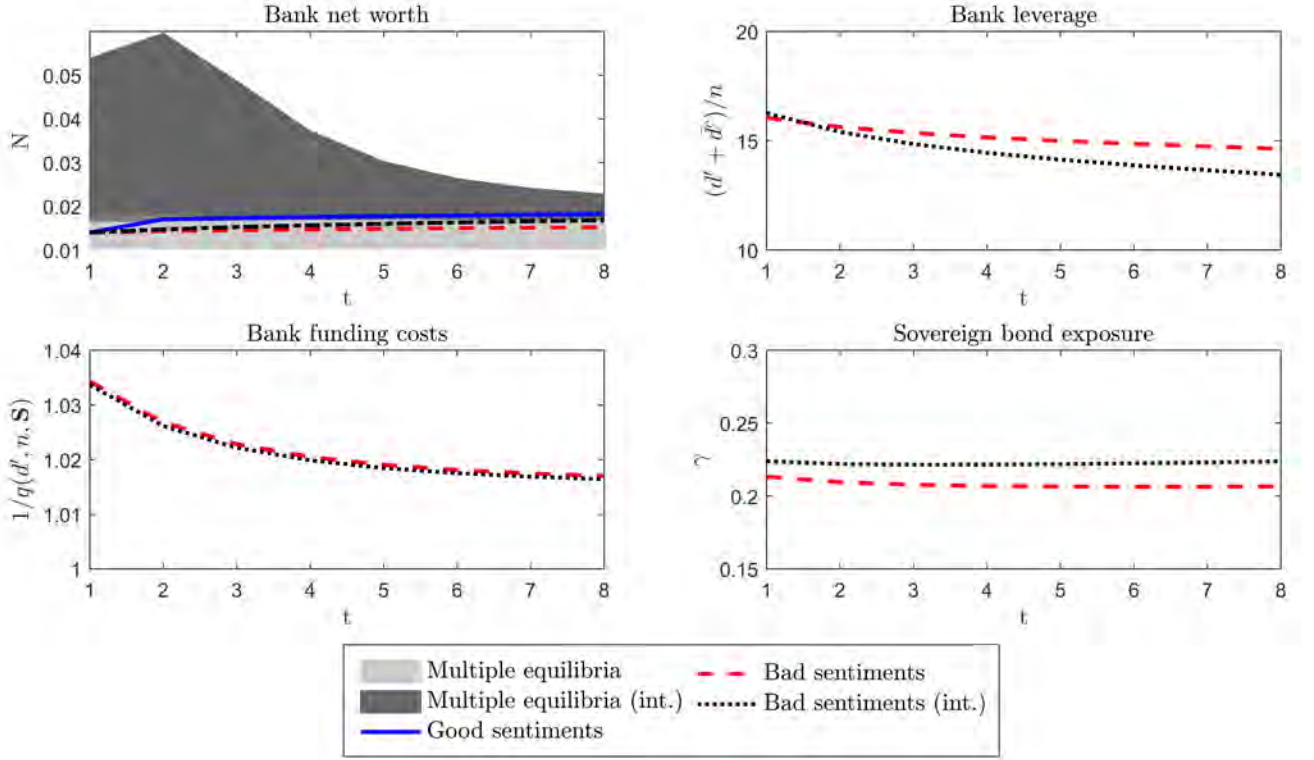 Bank net worth
0.05
0.04
0.03
0.02
0.01
N
1 2 3 4 5 6 7 8
t
Bank leverage
20
15
10
(d′ + d̄ᶜ)/n
1 2 3 4 5 6 7 8
t
Bank funding costs
1.04
1.03
1.02
1.01
1
1/q(d′, n, S)
1 2 3 4 5 6 7 8
t
Sovereign bond exposure
0.3
0.25
0.2
0.15
γ
1 2 3 4 5 6 7 8
t
Multiple equilibria
Multiple equilibria (int.)
Good sentiments
Bad sentiments
Bad sentiments (int.)